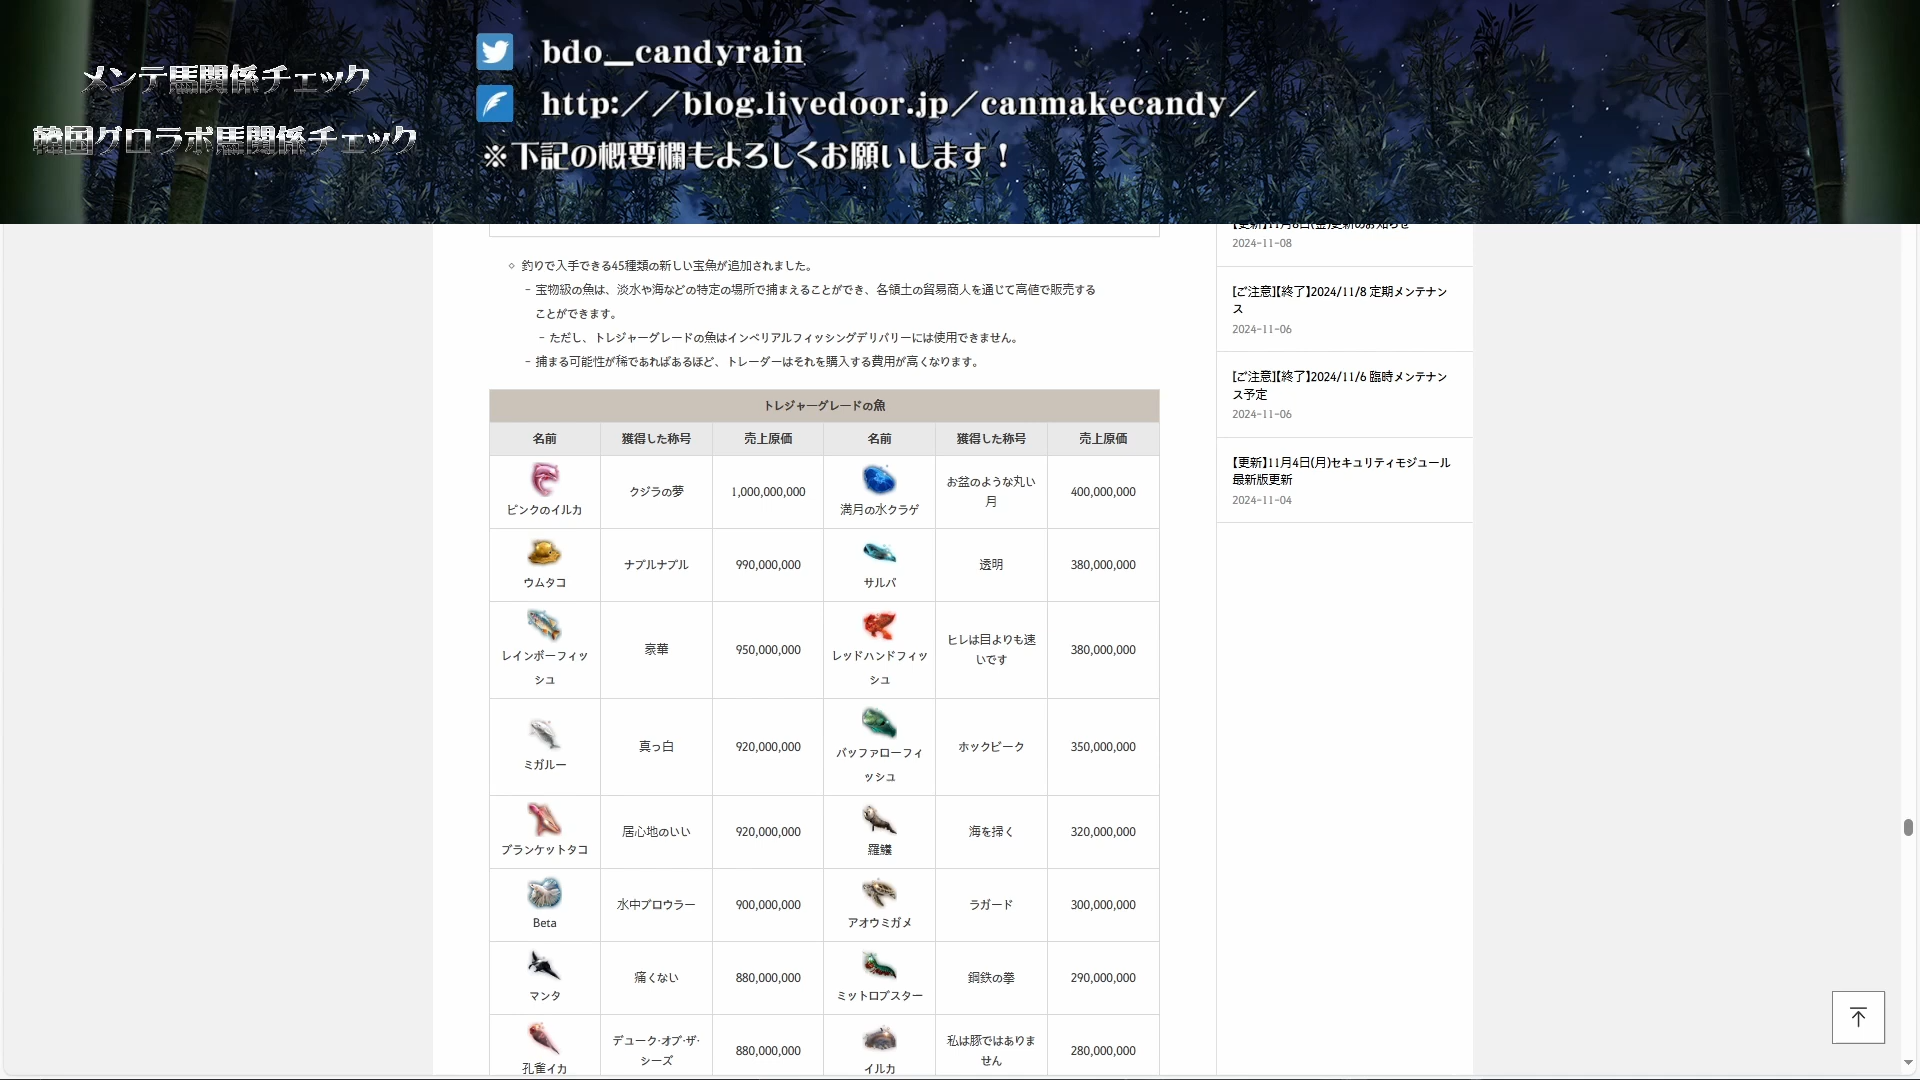 メンテ馬関係チェック
韓国グロラボ馬関係チェック
bdo__candyrain
http://blog.livedoor.jp/canmakecandy/
※下記の概要欄もよろしくお願いします!
◇ 釣りで入手できる45種類の新しい宝魚が追加されました。
- 宝物級の魚は、淡水や海などの特定の場所で捕まえることができ、各領土の貿易商人を通じて高値で販売する
ことができます。
- ただし、トレジャーグレードの魚はインペリアルフィッシングデリバリーには使用できません。
- 捕まる可能性が稀であればあるほど、トレーダーはそれを購入する費用が高くなります。
トレジャーグレードの魚
名前 獲得した称号 売上原価 名前 獲得した称号 売上原価
ピンクのイルカ クジラの夢 1,000,000,000 満月の水クラゲ お盆のような丸い
月 400,000,000
ウムタコ ナプルナプル 990,000,000 サルパ 透明 380,000,000
レインボーフィッ
シュ 豪華 950,000,000 レッドハンドフィッ
シュ ヒレは目よりも速
いです 380,000,000
ミガルー 真っ白 920,000,000 バッファローフィ
ッシュ ホックピーク 350,000,000
ブランケットタコ 居心地のいい 920,000,000 海を掃く 320,000,000
Beta 水中プロウラー 900,000,000 アオウミガメ ラガード 300,000,000
マンタ 痛くない 880,000,000 ミットロブスター 鋼鉄の拳 290,000,000
孔雀イカ デューク·オブ·ザ·
シーズ 880,000,000 イルカ 私は豚ではありま
せん 280,000,000
【更新】11月8日(金)更新のお知らせ
2024-11-08
[ご注意][終了]2024/11/8 定期メンテナン
ス
2024-11-06
[ご注意][終了]2024/11/6 臨時メンテナン
ス予定
2024-11-06
【更新】11月4日(月)セキュリティモジュール
最新版更新
2024-11-04